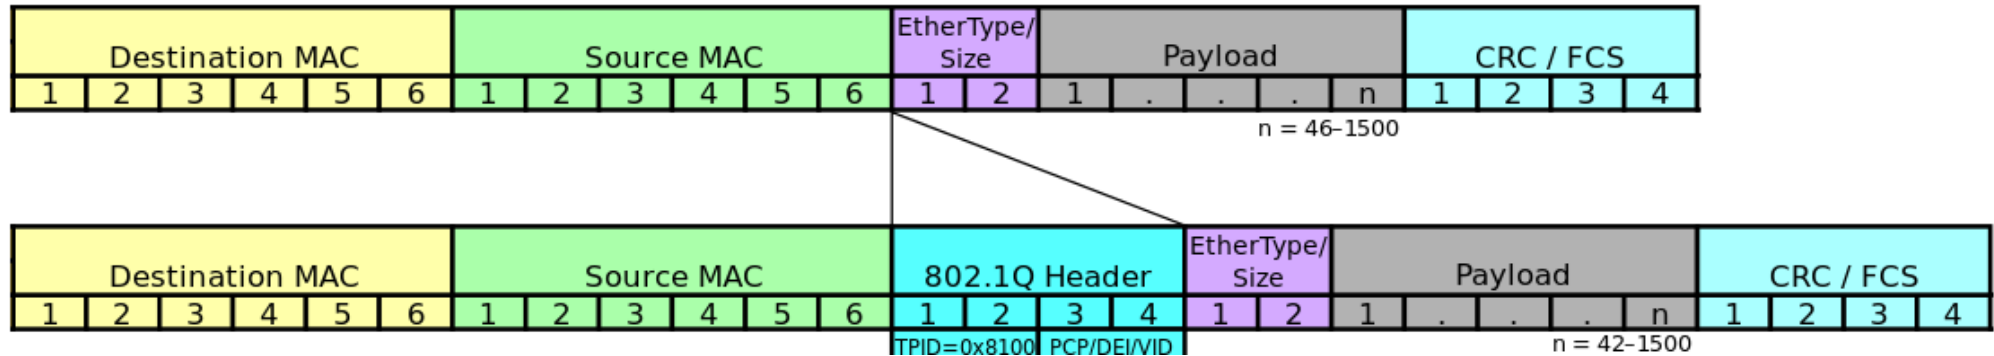 Destination MAC Source MAC EtherType/ Size Payload CRC / FCS
1 2 3 4 5 6 1 2 3 4 5 6 1 2 1 . . . n 1 2 3 4
n = 46–1500
Destination MAC Source MAC 802.1Q Header EtherType/ Size Payload CRC / FCS
1 2 3 4 5 6 1 2 3 4 5 6 1 2 3 4 1 2 1 . . . n 1 2 3 4
TPID=0x8100 PCP/DEI/VID n = 42–1500